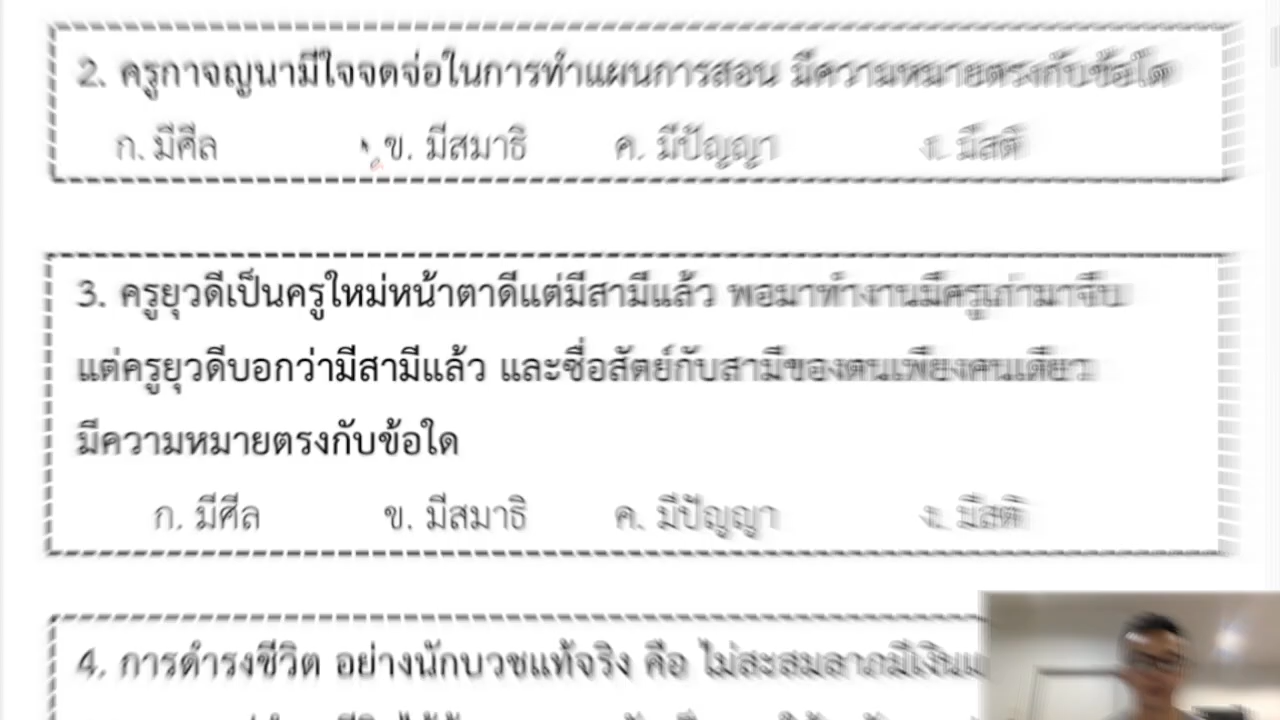 2. ครูกาจญนามีใจจดจ่อในการทำแผนการสอน มีความหมายตรงกับข้อใด
ก. มีศีล ข. มีสมาธิ ค. มีปัญญา ง. มีสติ
3. ครูยุวดีเป็นครูใหม่หน้าตาดีแต่มีสามีแล้ว พอมาทำงานมีครูเก่ามาจีบ
แต่ครูยุวดีบอกว่ามีสามีแล้ว และซื่อสัตย์กับสามีของตนเพียงคนเดียว
มีความหมายตรงกับข้อใด
ก. มีศีล ข. มีสมาธิ ค. มีปัญญา ง. มีสติ
4. การดำรงชีวิต อย่างนักบวชแท้จริง คือ ไม่สะสมลาภมีเงิน